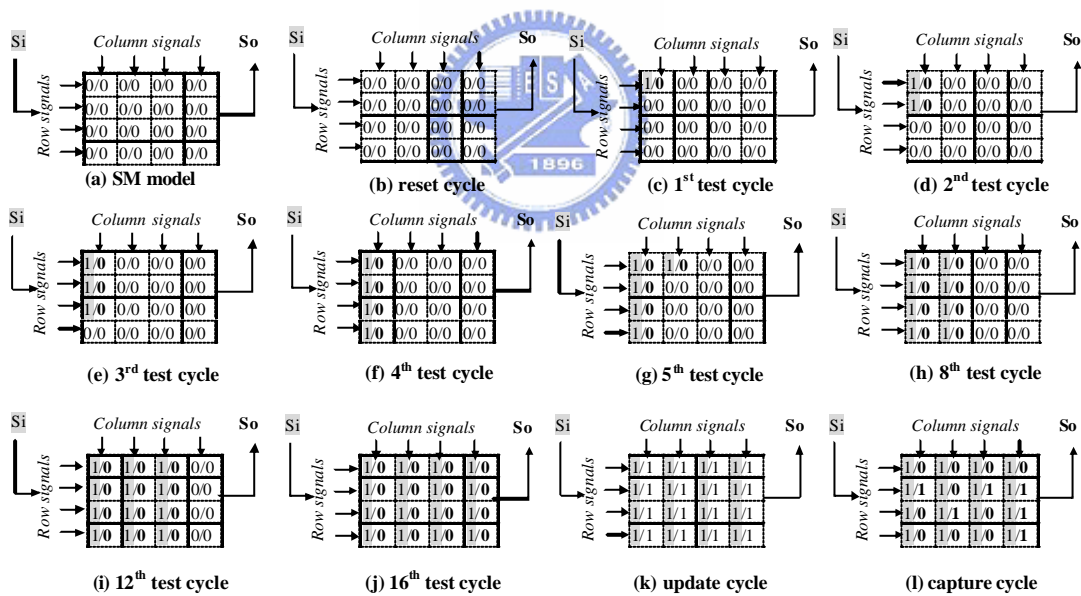 Si
Column signals
So
Row signals
0/0 0/0 0/0 0/0
0/0 0/0 0/0 0/0
0/0 0/0 0/0 0/0
0/0 0/0 0/0 0/0
(a) SM model
Si
Column signals
So
Row signals
0/0 0/0 0/0 0/0
0/0 0/0 0/0 0/0
0/0 0/0 0/0 0/0
0/0 0/0 0/0 0/0
(b) reset cycle
E S A
1896
Si
Column signals
So
Row signals
1/0 0/0 0/0 0/0
0/0 0/0 0/0 0/0
0/0 0/0 0/0 0/0
0/0 0/0 0/0 0/0
(c) 1st test cycle
Si
Column signals
So
Row signals
1/0 0/0 0/0 0/0
1/0 0/0 0/0 0/0
0/0 0/0 0/0 0/0
0/0 0/0 0/0 0/0
(d) 2nd test cycle
Si
Column signals
So
Row signals
1/0 0/0 0/0 0/0
1/0 0/0 0/0 0/0
1/0 0/0 0/0 0/0
0/0 0/0 0/0 0/0
(e) 3rd test cycle
Si
Column signals
So
Row signals
1/0 0/0 0/0 0/0
1/0 0/0 0/0 0/0
1/0 0/0 0/0 0/0
1/0 0/0 0/0 0/0
(f) 4th test cycle
Si
Column signals
So
Row signals
1/0 1/0 0/0 0/0
1/0 0/0 0/0 0/0
1/0 0/0 0/0 0/0
1/0 0/0 0/0 0/0
(g) 5th test cycle
Si
Column signals
So
Row signals
1/0 1/0 0/0 0/0
1/0 1/0 0/0 0/0
1/0 1/0 0/0 0/0
1/0 1/0 0/0 0/0
(h) 8th test cycle
Si
Column signals
So
Row signals
1/0 1/0 1/0 0/0
1/0 1/0 1/0 0/0
1/0 1/0 1/0 0/0
1/0 1/0 1/0 0/0
(i) 12th test cycle
Si
Column signals
So
Row signals
1/0 1/0 1/0 1/0
1/0 1/0 1/0 1/0
1/0 1/0 1/0 1/0
1/0 1/0 1/0 1/0
(j) 16th test cycle
Si
Column signals
So
Row signals
1/1 1/1 1/1 1/1
1/1 1/1 1/1 1/1
1/1 1/1 1/1 1/1
1/1 1/1 1/1 1/1
(k) update cycle
Si
Column signals
So
Row signals
1/0 1/0 1/0 1/0
1/1 1/0 1/1 1/1
1/0 1/1 1/0 1/1
1/0 1/0 1/0 1/1
(l) capture cycle